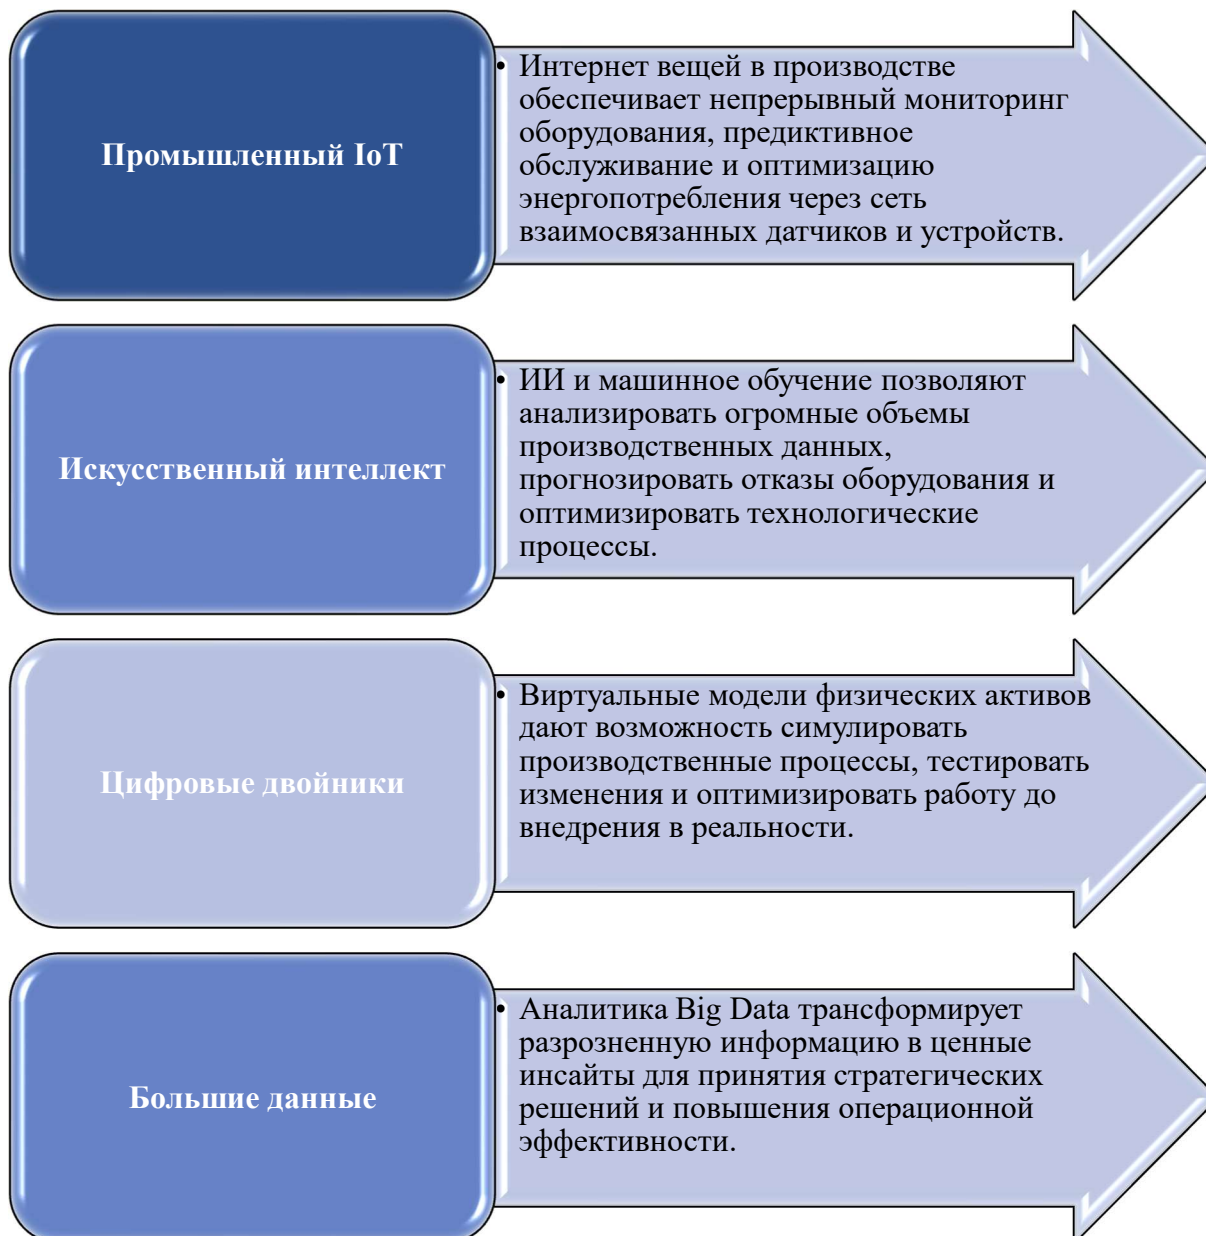 Промышленный IoT
• Интернет вещей в производстве
обеспечивает непрерывный мониторинг
оборудования, предиктивное
обслуживание и оптимизацию
энергопотребления через сеть
взаимосвязанных датчиков и устройств.
Искусственный интеллект
• ИИ и машинное обучение позволяют
анализировать огромные объемы
производственных данных,
прогнозировать отказы оборудования и
оптимизировать технологические
процессы.
Цифровые двойники
• Виртуальные модели физических активов
дают возможность симулировать
производственные процессы, тестировать
изменения и оптимизировать работу до
внедрения в реальности.
Большие данные
• Аналитика Big Data трансформирует
разрозненную информацию в ценные
инсайты для принятия стратегических
решений и повышения операционной
эффективности.